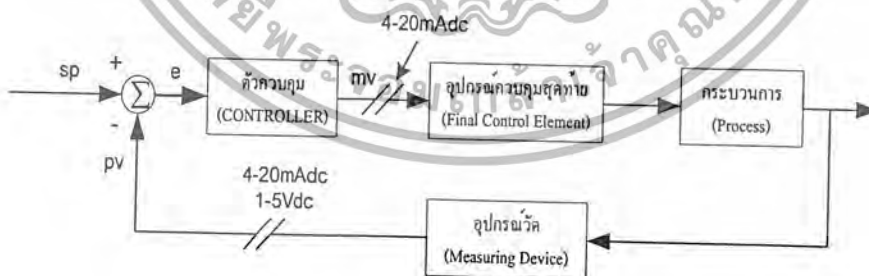 4-20mAdc
sp
+
Σ
e
ตัวควบคุม
(CONTROLLER)
mv
อุปกรณ์ควบคุมสุดท้าย
(Final Control Element)
กระบวนการ
(Process)
-
pv
4-20mAdc
1-5Vdc
อุปกรณ์วัด
(Measuring Device)